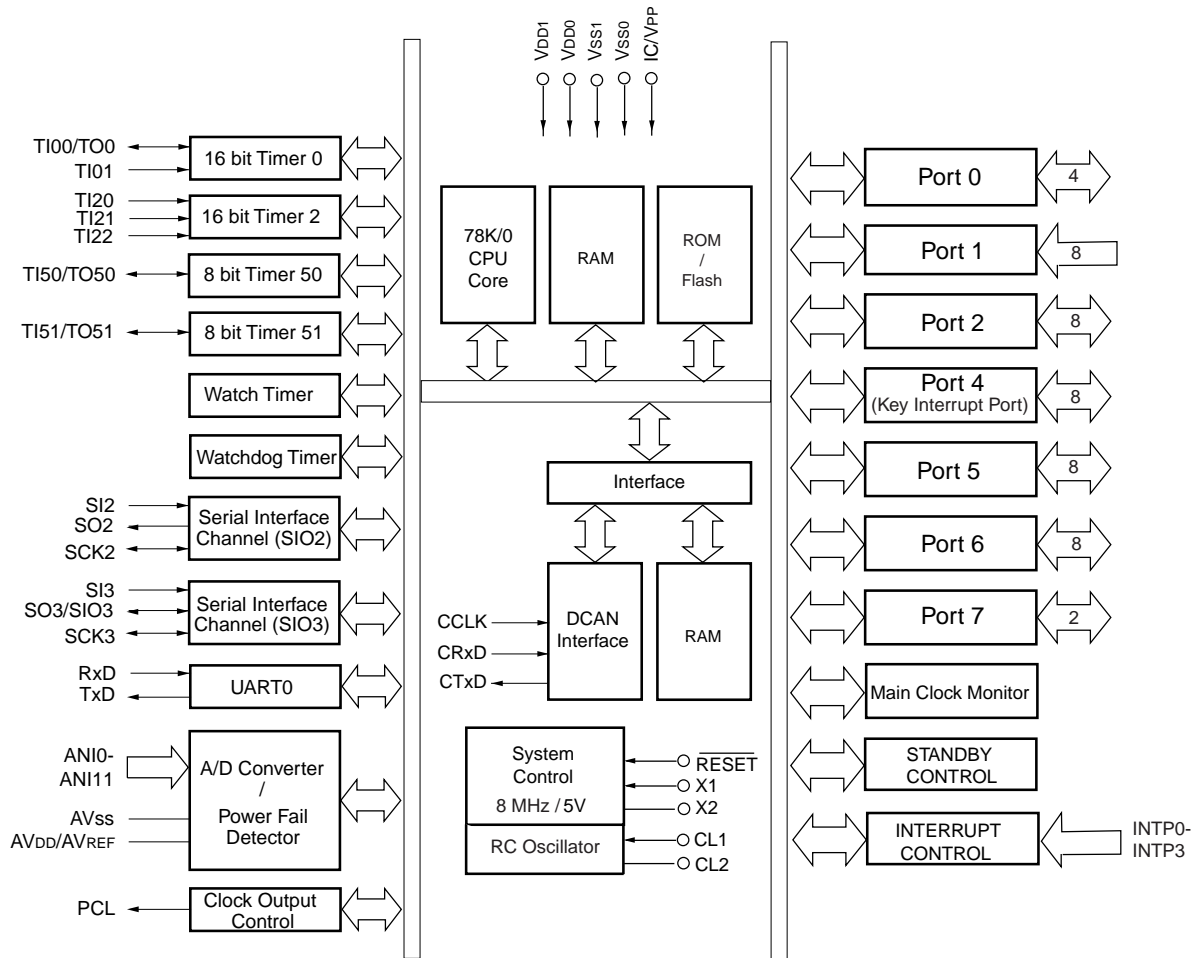 VDD1
VDD0
VSS1
VSS0
IC/VPP
TI00/TO0
TI01
16 bit Timer 0
TI20
TI21
TI22
16 bit Timer 2
TI50/TO50
8 bit Timer 50
TI51/TO51
8 bit Timer 51
Watch Timer
Watchdog Timer
SI2
SO2
SCK2
Serial Interface
Channel (SIO2)
SI3
SO3/SIO3
SCK3
Serial Interface
Channel (SIO3)
RxD
TxD
UART0
ANI0-
ANI11
AVss
AVDD/AVREF
A/D Converter
/
Power Fail
Detector
PCL
Clock Output
Control
78K/0
CPU
Core
RAM
ROM
/
Flash
Interface
CCLK
CRxD
CTxD
DCAN
Interface
RAM
System
Control
8 MHz / 5V
RC Oscillator
RESET
X1
X2
CL1
CL2
Port 0
4
Port 1
8
Port 2
8
Port 4
(Key Interrupt Port)
8
Port 5
8
Port 6
8
Port 7
2
Main Clock Monitor
STANDBY
CONTROL
INTERRUPT
CONTROL
INTP0-
INTP3